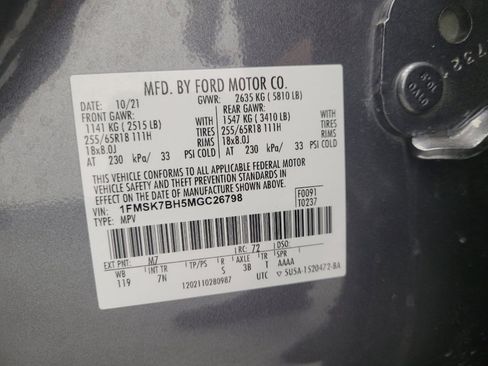 MFD. BY FORD MOTOR CO.
DATE: 10/21 GVWR: 2635 KG ( 5810 LB)
FRONT GAWR: REAR GAWR:
1141 KG ( 2515 LB) 1547 KG ( 3410 LB)
255/65R18 111H TIRES 255/65R18 111H TIRES
18x8.0J RIMS 18x8.0J RIMS
AT 230 kPa/ 33 PSI COLD AT 230 kPa/ 33 PSI COLD
THIS VEHICLE CONFORMS TO ALL APPLICABLE FEDERAL MOTOR
VEHICLE SAFETY AND THEFT PREVENTION STANDARDS IN EFFECT ON
THE DATE OF MANUFACTURE SHOWN ABOVE.
VIN: 1FMSK7BH5MGC26798 F0091
TYPE: MPV T0237
EXT PNT: M7 RC: 72 DSO:
WB INT TR TP/PS R AXLE TR SPR
119 7N S 3B T AAAA
1202110280987 UTC 5U5A-1520472-BA